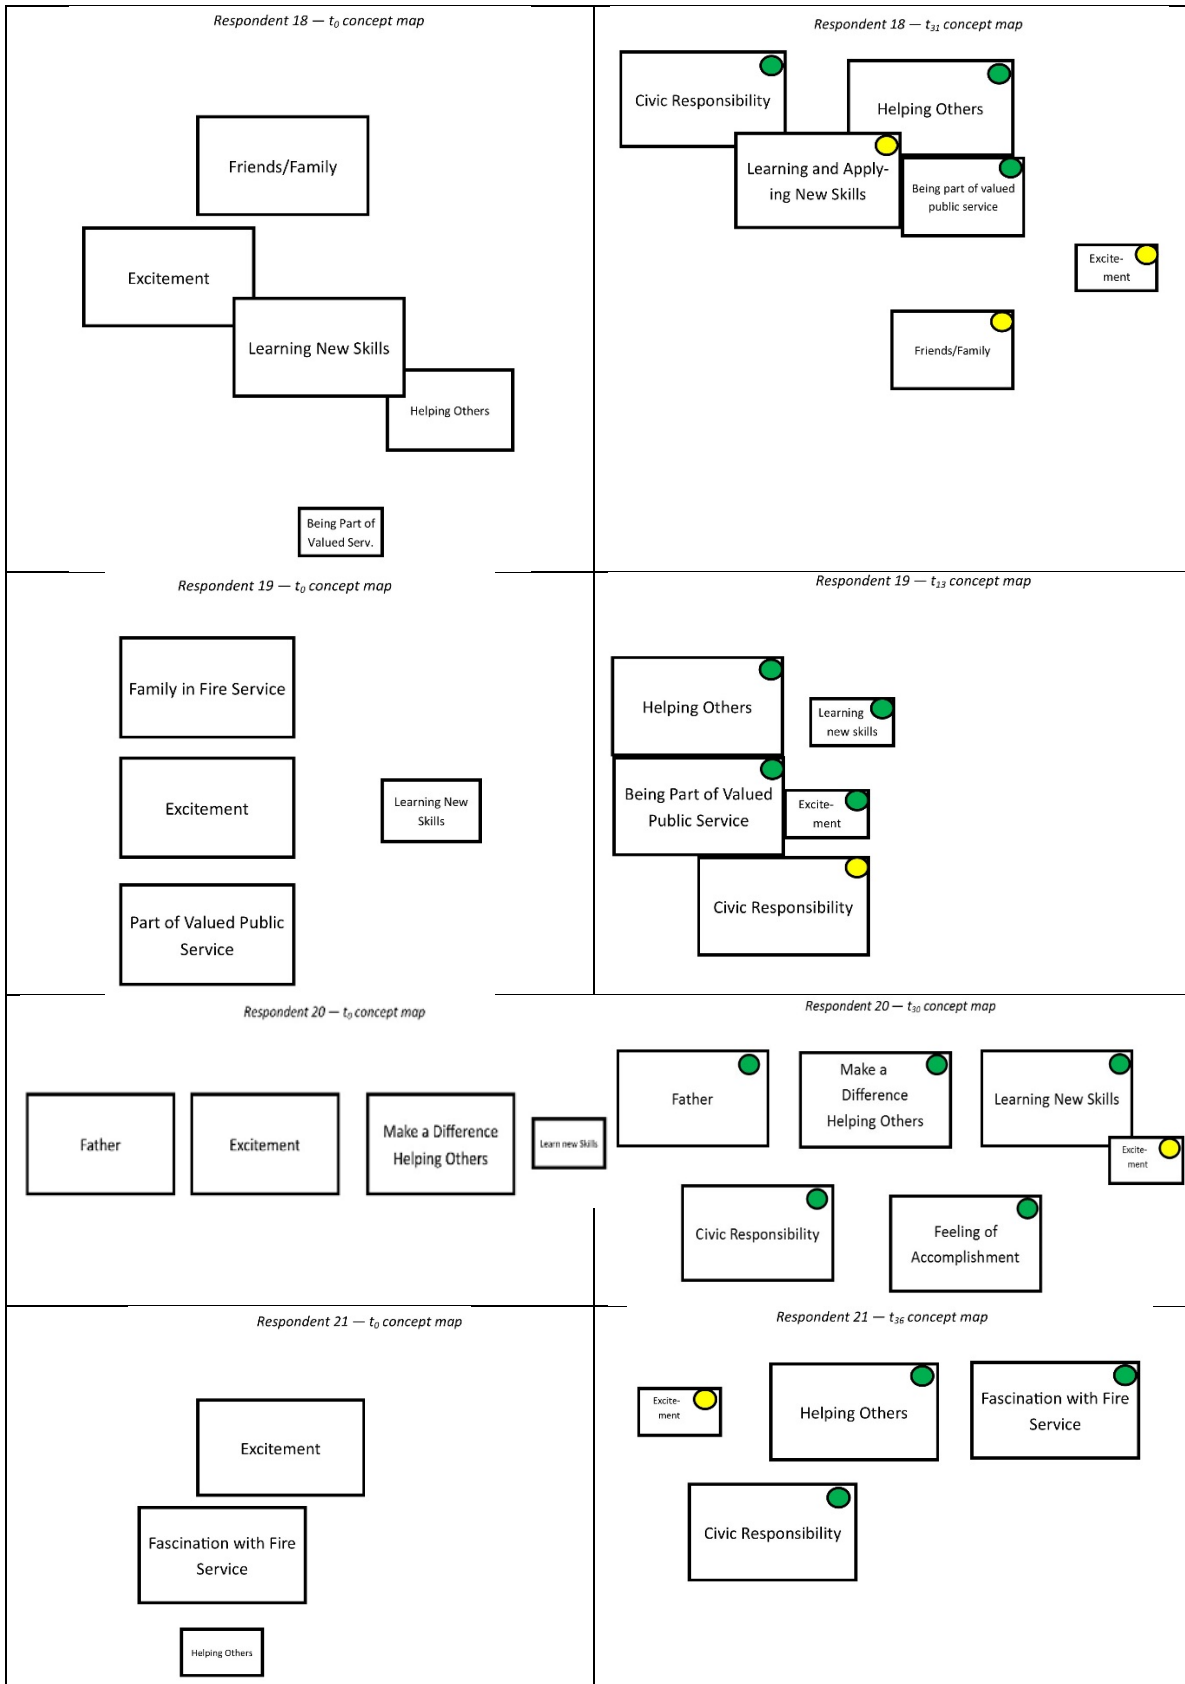 Respondent 18 — t0 concept map
Friends/Family
Excitement
Learning New Skills
Helping Others
Being Part of
Valued Serv.
Respondent 18 — t31 concept map
Civic Responsibility
Helping Others
Learning and Apply-
ing New Skills
Being part of valued
public service
Excite-
ment
Friends/Family
Respondent 19 — t0 concept map
Family in Fire Service
Excitement
Learning New
Skills
Part of Valued Public
Service
Respondent 19 — t13 concept map
Helping Others
Learning
new skills
Being Part of Valued
Public Service
Excite-
ment
Civic Responsibility
Respondent 20 — t0 concept map
Father
Excitement
Make a Difference
Helping Others
Learn new Skills
Respondent 20 — t30 concept map
Father
Make a
Difference
Helping Others
Learning New Skills
Excite-
ment
Civic Responsibility
Feeling of
Accomplishment
Respondent 21 — t0 concept map
Excitement
Fascination with Fire
Service
Helping Others
Respondent 21 — t36 concept map
Excite-
ment
Helping Others
Fascination with Fire
Service
Civic Responsibility